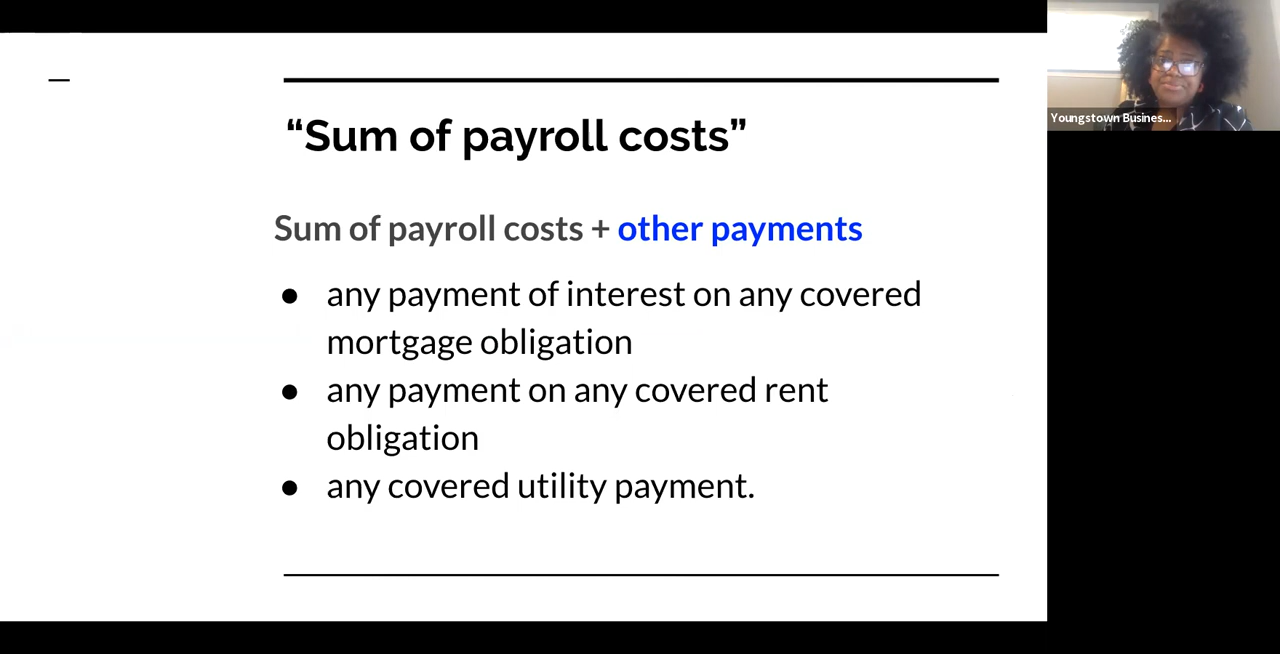 “Sum of payroll costs”
Sum of payroll costs + other payments
● any payment of interest on any covered
mortgage obligation
● any payment on any covered rent
obligation
● any covered utility payment.
Youngstown Busines...